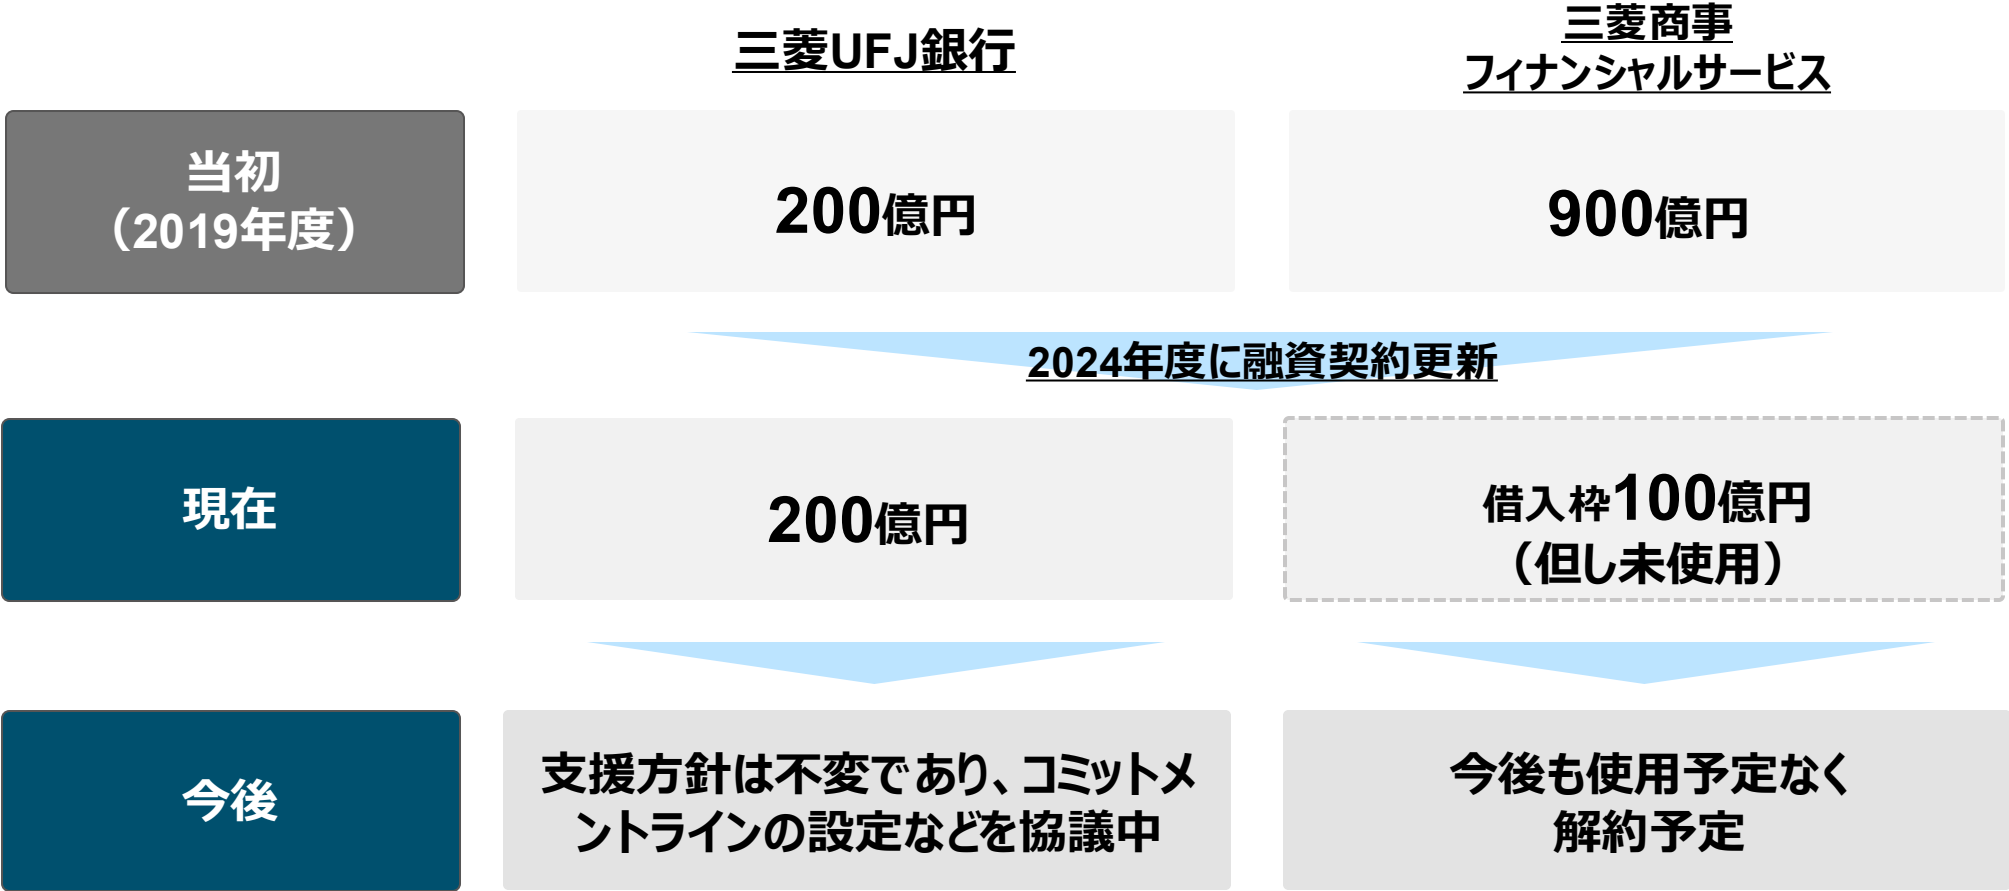 三菱UFJ銀行
三菱商事
フィナンシャルサービス
当初
（2019年度）
200億円
900億円
2024年度に融資契約更新
現在
200億円
借入枠100億円
（但し未使用）
今後
支援方針は不変であり、コミットメ
ントラインの設定などを協議中
今後も使用予定なく
解約予定